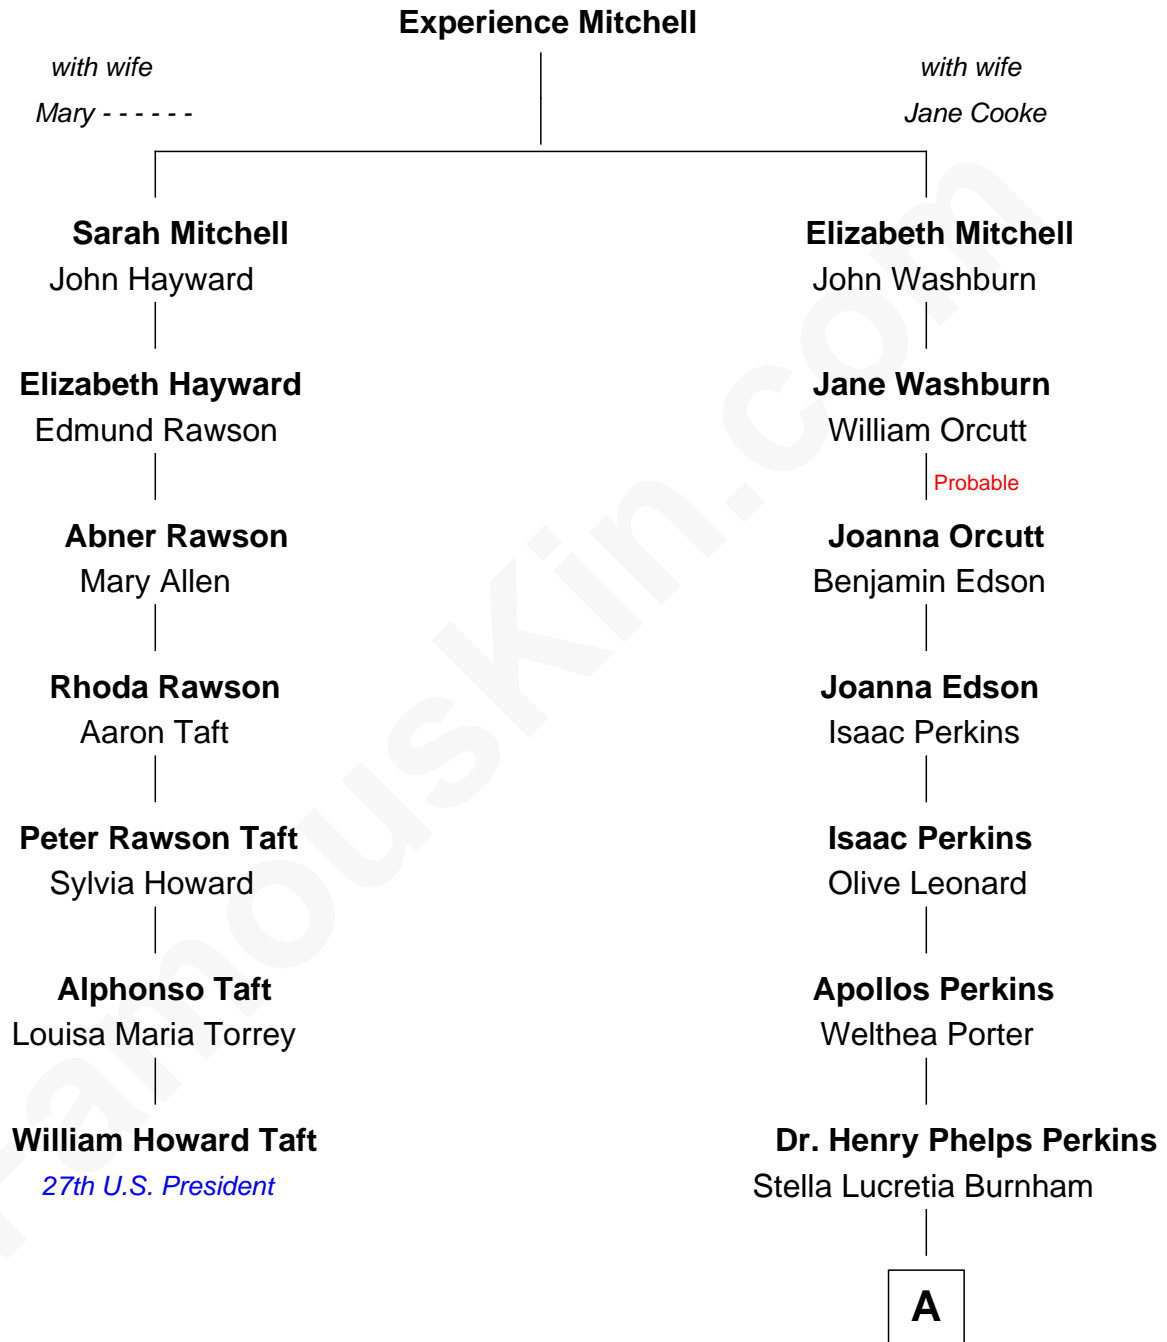 Experience Mitchell
with wife
with wife
Mary - - - - - -
Jane Cooke
Sarah Mitchell
Elizabeth Mitchell
John Hayward
John Washburn
Elizabeth Hayward
Jane Washburn
Edmund Rawson
William Orcutt
Probable
Abner Rawson
Joanna Orcutt
Mary Allen
Benjamin Edson
Rhoda Rawson
Joanna Edson
Aaron Taft
Isaac Perkins
Peter Rawson Taft
Isaac Perkins
Sylvia Howard
Olive Leonard
Alphonso Taft
Apollos Perkins
Louisa Maria Torrey
Welthea Porter
William Howard Taft
Dr. Henry Phelps Perkins
27th U.S. President
Stella Lucretia Burnham
A
FamousKin.com